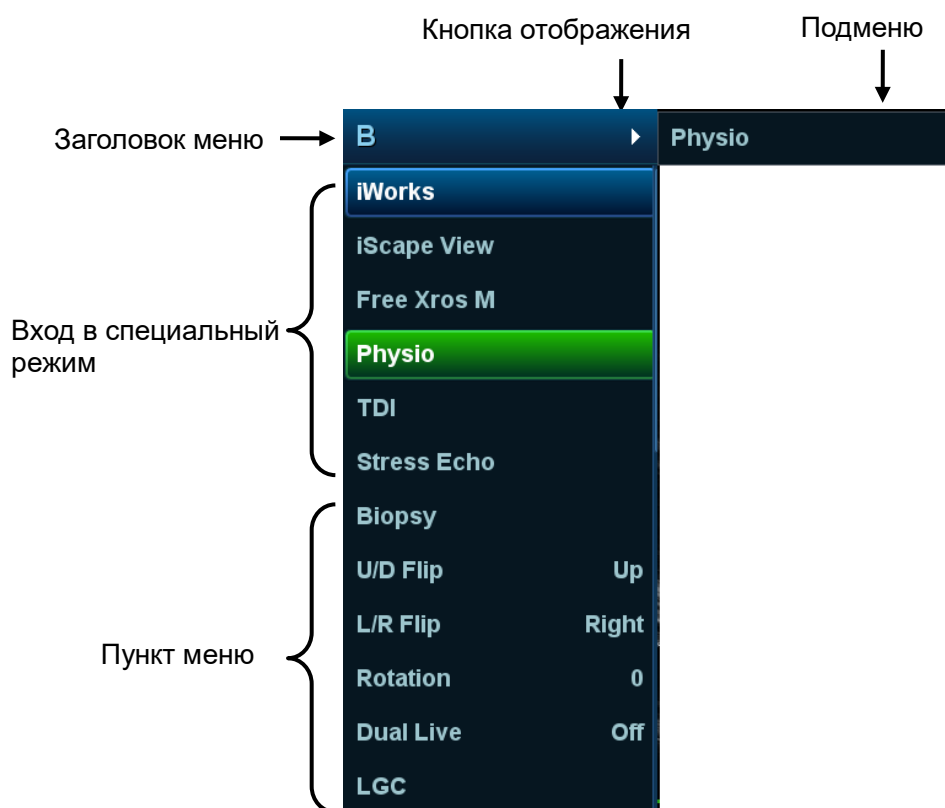 Кнопка отображения
Подменю
Заголовок меню
B
Physio
iWorks
iScape View
Free Xros M
Вход в специальный
режим
Physio
TDI
Stress Echo
Biopsy
U/D Flip Up
L/R Flip Right
Пункт меню
Rotation 0
Dual Live Off
LGC